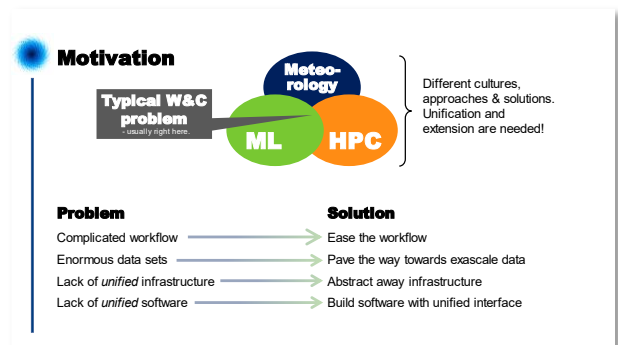 Motivation
Meteo-
rology
Typical W&C
problem
- usually right here.
ML
HPC
Different cultures,
approaches & solutions.
Unification and
extension are needed!
Problem
Solution
Complicated workflow
Ease the workflow
Enormous data sets
Pave the way towards exascale data
Lack of unified infrastructure
Abstract away infrastructure
Lack of unified software
Build software with unified interface